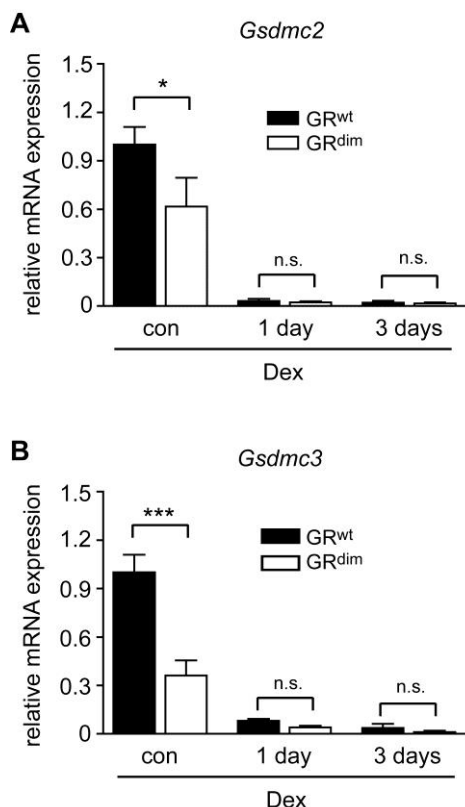 A
Gsdmc2
relative mRNA expression
1.5
1.2
0.9
0.6
0.3
0
*
GRwt
GRdim
n.s.
n.s.
con 1 day 3 days
Dex
B
Gsdmc3
relative mRNA expression
1.5
1.2
0.9
0.6
0.3
0
***
GRwt
GRdim
n.s.
n.s.
con 1 day 3 days
Dex